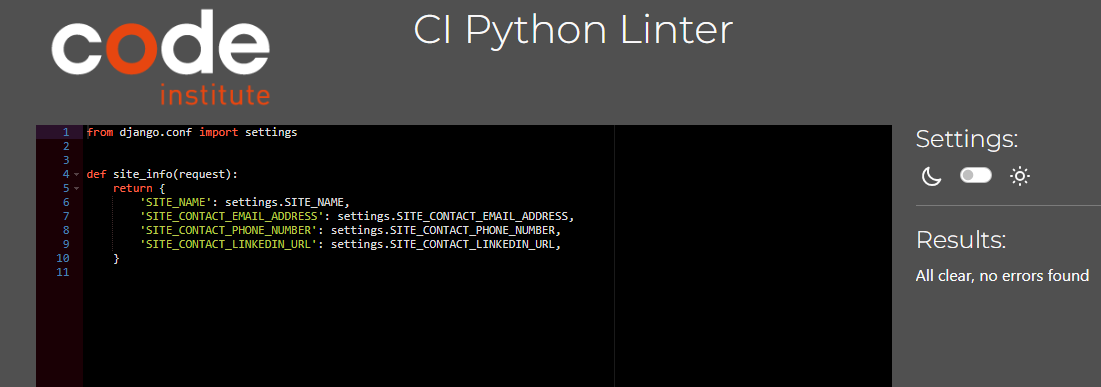 code
institute
CI Python Linter
1 from django.conf import settings
2
3
4 def site_info(request):
5     return {
6         'SITE_NAME': settings.SITE_NAME,
7         'SITE_CONTACT_EMAIL_ADDRESS': settings.SITE_CONTACT_EMAIL_ADDRESS,
8         'SITE_CONTACT_PHONE_NUMBER': settings.SITE_CONTACT_PHONE_NUMBER,
9         'SITE_CONTACT_LINKEDIN_URL': settings.SITE_CONTACT_LINKEDIN_URL,
10     }
11
Settings:
Results:
All clear, no errors found